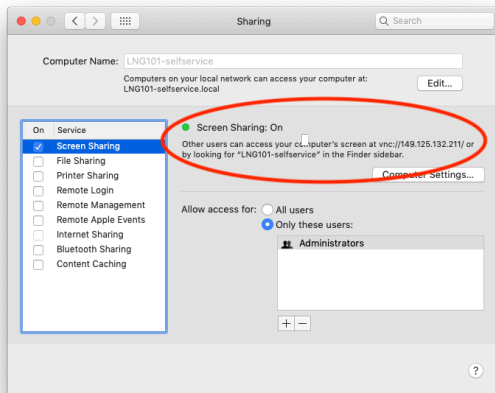 Sharing
Search
Computer Name: LNG101-selfservice
Computers on your local network can access your computer at:
LNG101-selfservice.local
Edit...
On Service
Screen Sharing
File Sharing
Printer Sharing
Remote Login
Remote Management
Remote Apple Events
Internet Sharing
Bluetooth Sharing
Content Caching
Screen Sharing: On
Other users can access your computer's screen at vnc://149.125.132.211/ or
by looking for "LNG101-selfservice" in the Finder sidebar.
Computer Settings...
Allow access for: All users
Only these users:
Administrators
+ −
?